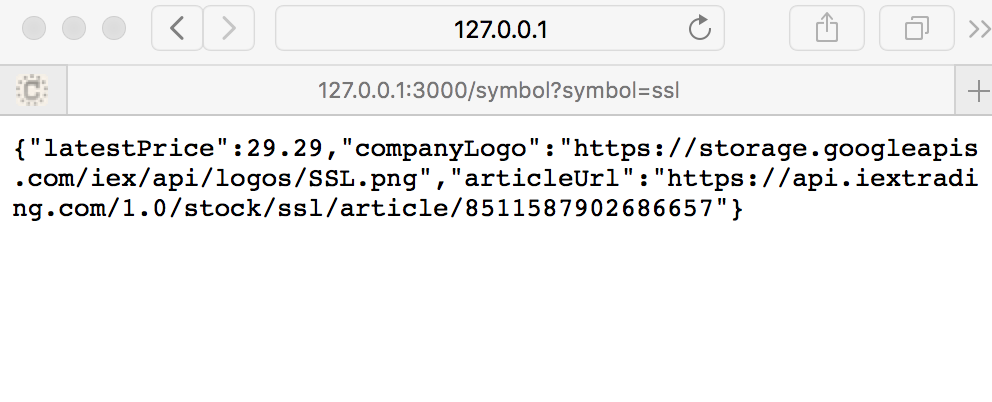 127.0.0.1
C
127.0.0.1:3000/symbol?symbol=ssl
{"latestPrice":29.29,"companyLogo":"https://storage.googleapis
.com/iex/api/logos/SSL.png","articleUrl":"https://api.iextradi
ng.com/1.0/stock/ssl/article/8511587902686657"}